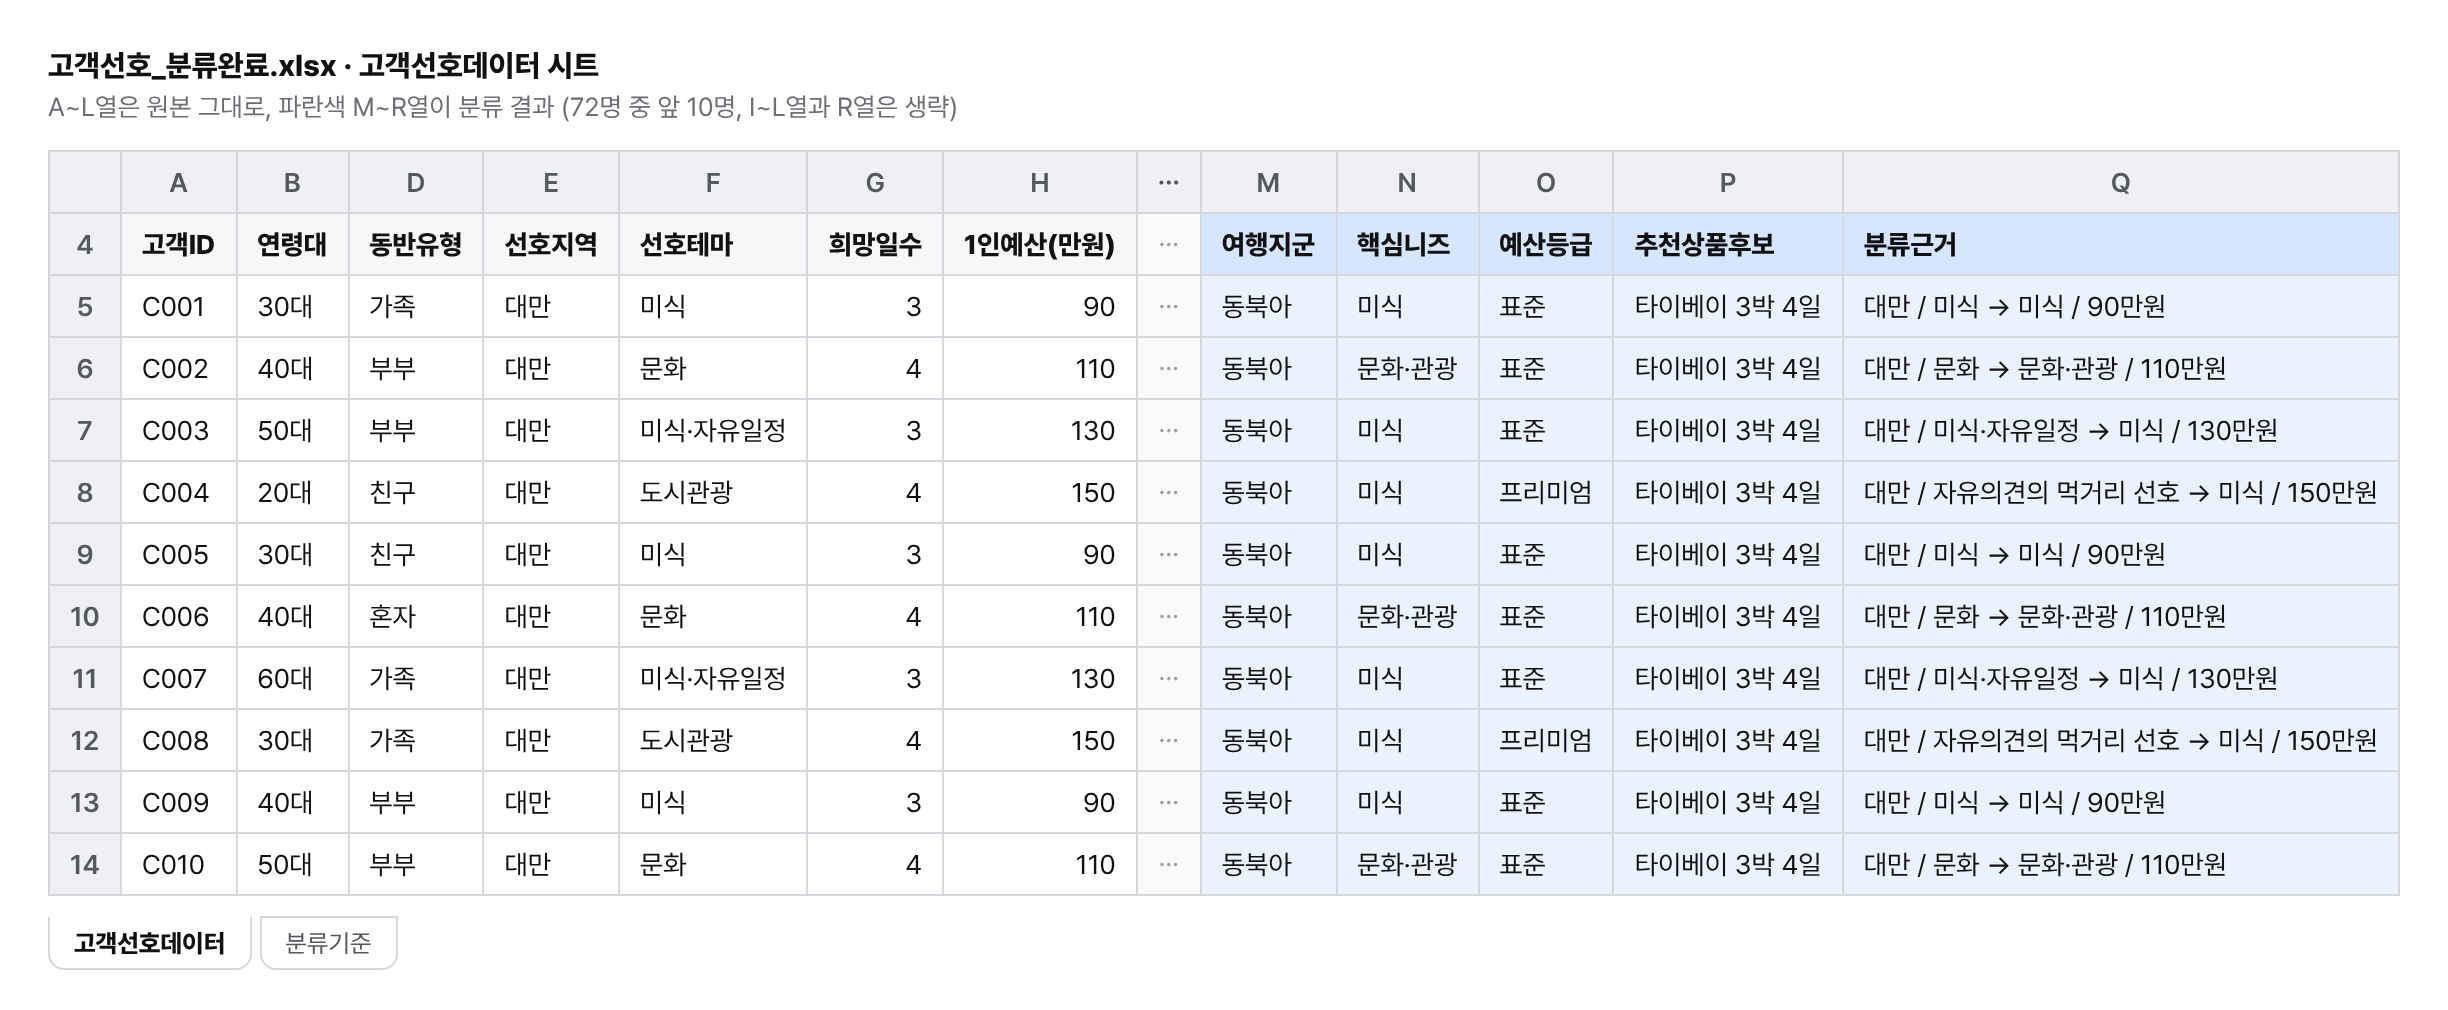 고객선호_분류완료.xlsx · 고객선호데이터 시트
A~L열은 원본 그대로, 파란색 M~R열이 분류 결과 (72명 중 앞 10명, I~L열과 R열은 생략)
A B D E F G H ··· M N O P Q
4 고객ID 연령대 동반유형 선호지역 선호테마 희망일수 1인예산(만원) ··· 여행지군 핵심니즈 예산등급 추천상품후보 분류근거
5 C001 30대 가족 대만 미식 3 90 ··· 동북아 미식 표준 타이베이 3박 4일 대만 / 미식 → 미식 / 90만원
6 C002 40대 부부 대만 문화 4 110 ··· 동북아 문화·관광 표준 타이베이 3박 4일 대만 / 문화 → 문화·관광 / 110만원
7 C003 50대 부부 대만 미식·자유일정 3 130 ··· 동북아 미식 표준 타이베이 3박 4일 대만 / 미식·자유일정 → 미식 / 130만원
8 C004 20대 친구 대만 도시관광 4 150 ··· 동북아 미식 프리미엄 타이베이 3박 4일 대만 / 자유의견의 먹거리 선호 → 미식 / 150만원
9 C005 30대 친구 대만 미식 3 90 ··· 동북아 미식 표준 타이베이 3박 4일 대만 / 미식 → 미식 / 90만원
10 C006 40대 혼자 대만 문화 4 110 ··· 동북아 문화·관광 표준 타이베이 3박 4일 대만 / 문화 → 문화·관광 / 110만원
11 C007 60대 가족 대만 미식·자유일정 3 130 ··· 동북아 미식 표준 타이베이 3박 4일 대만 / 미식·자유일정 → 미식 / 130만원
12 C008 30대 가족 대만 도시관광 4 150 ··· 동북아 미식 프리미엄 타이베이 3박 4일 대만 / 자유의견의 먹거리 선호 → 미식 / 150만원
13 C009 40대 부부 대만 미식 3 90 ··· 동북아 미식 표준 타이베이 3박 4일 대만 / 미식 → 미식 / 90만원
14 C010 50대 부부 대만 문화 4 110 ··· 동북아 문화·관광 표준 타이베이 3박 4일 대만 / 문화 → 문화·관광 / 110만원
고객선호데이터 분류기준